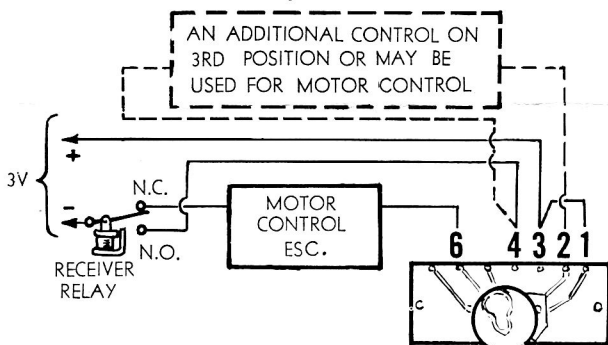 AN ADDITIONAL CONTROL ON
3RD POSITION OR MAY BE
USED FOR MOTOR CONTROL
+
3V
-
N.C.
N.O.
RECEIVER
RELAY
MOTOR
CONTROL
ESC.
6 4 3 2 1